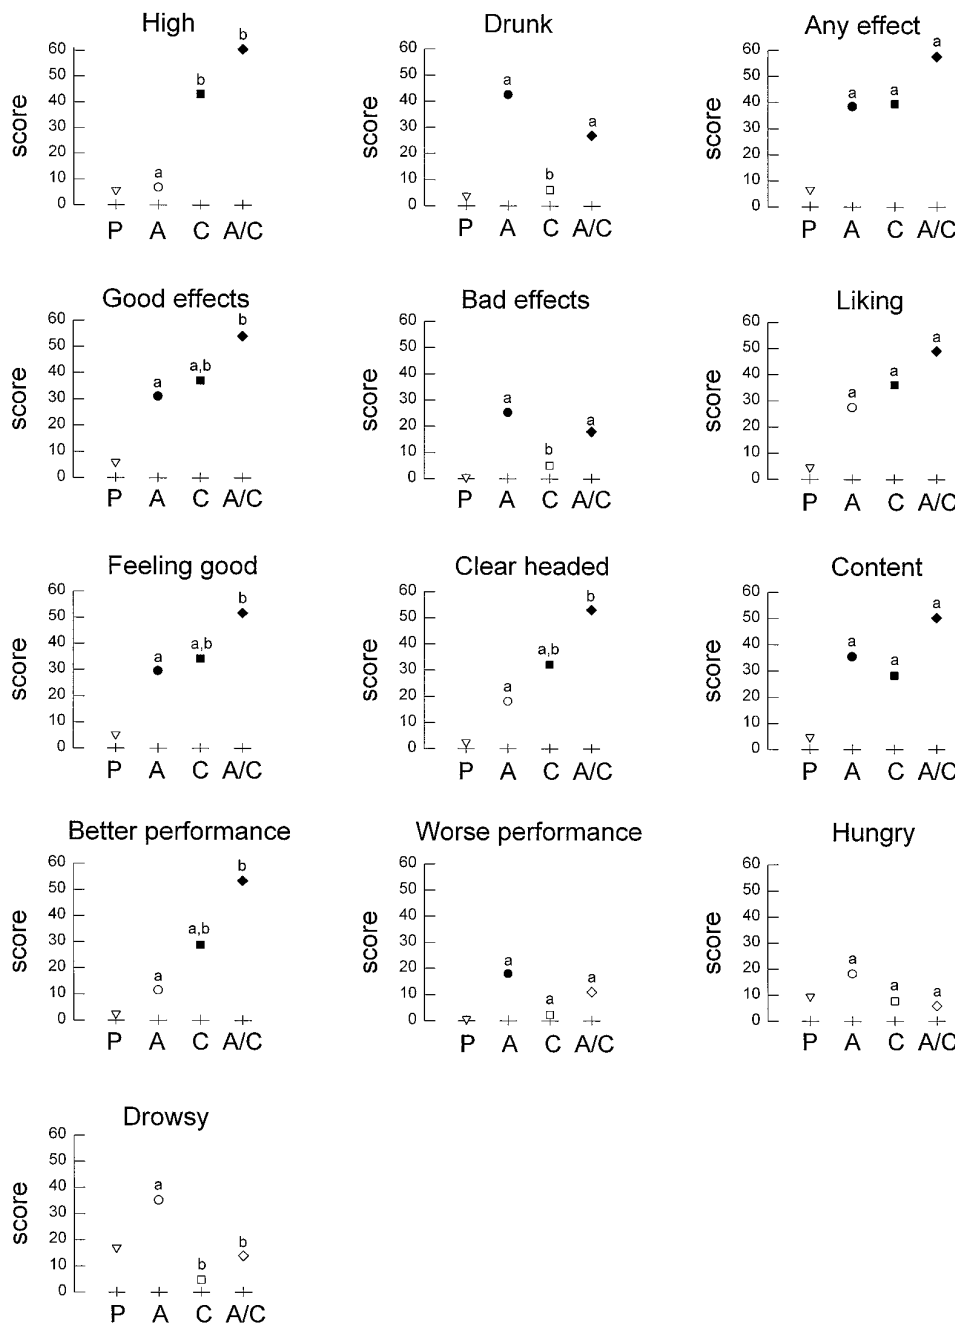 High Drunk Any effect
60 60 60
50 50 50
40 40 40
30 30 30
20 20 20
10 10 10
0 0 0
score score score
a b b a b a a a a
P A C A/C P A C A/C P A C A/C
Good effects Bad effects Liking
60 60 60
50 50 50
40 40 40
30 30 30
20 20 20
10 10 10
0 0 0
score score score
a a,b b a b a a a a
P A C A/C P A C A/C P A C A/C
Feeling good Clear headed Content
60 60 60
50 50 50
40 40 40
30 30 30
20 20 20
10 10 10
0 0 0
score score score
a a,b b a a,b b a a a
P A C A/C P A C A/C P A C A/C
Better performance Worse performance Hungry
60 60 60
50 50 50
40 40 40
30 30 30
20 20 20
10 10 10
0 0 0
score score score
a a,b b a a a a a a
P A C A/C P A C A/C P A C A/C
Drowsy
60
50
40
30
20
10
0
score
a b b
P A C A/C